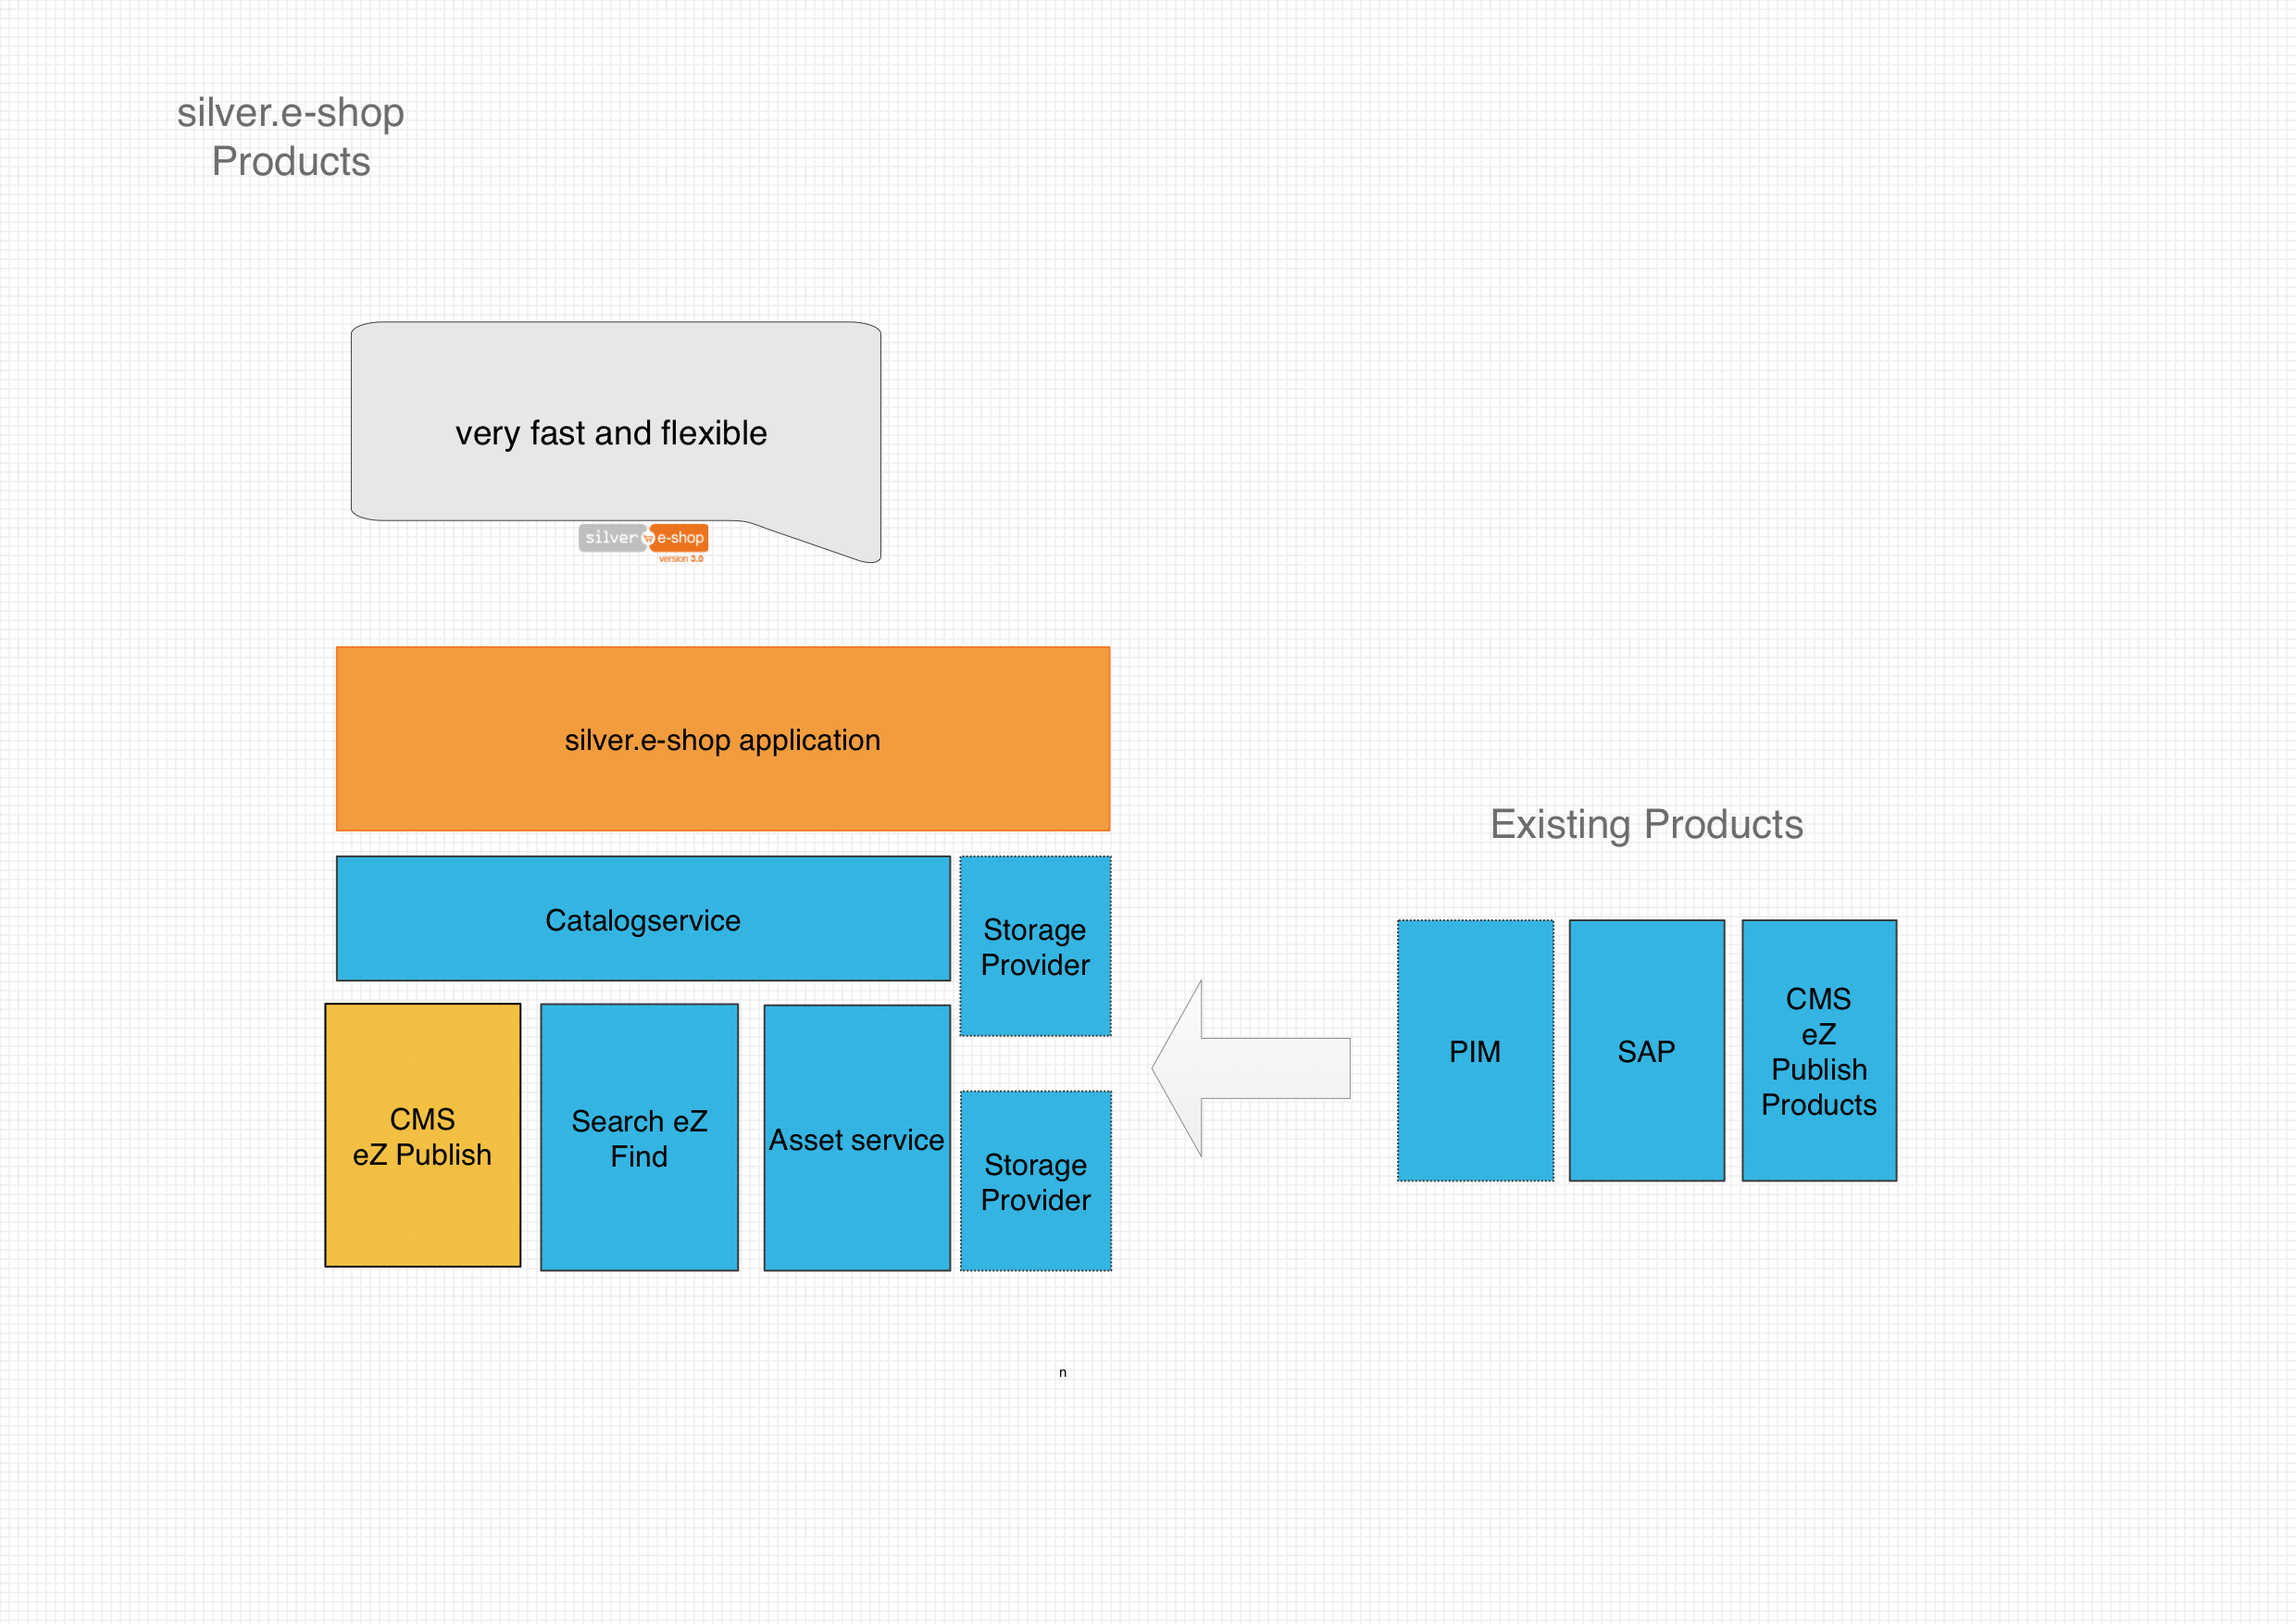 silver.e-shop
Products
very fast and flexible
silver e-shop
version 3.0
silver.e-shop application
Catalogservice
Storage
Provider
CMS
eZ Publish
Search eZ
Find
Asset service
Storage
Provider
Existing Products
PIM
SAP
CMS
eZ
Publish
Products
n